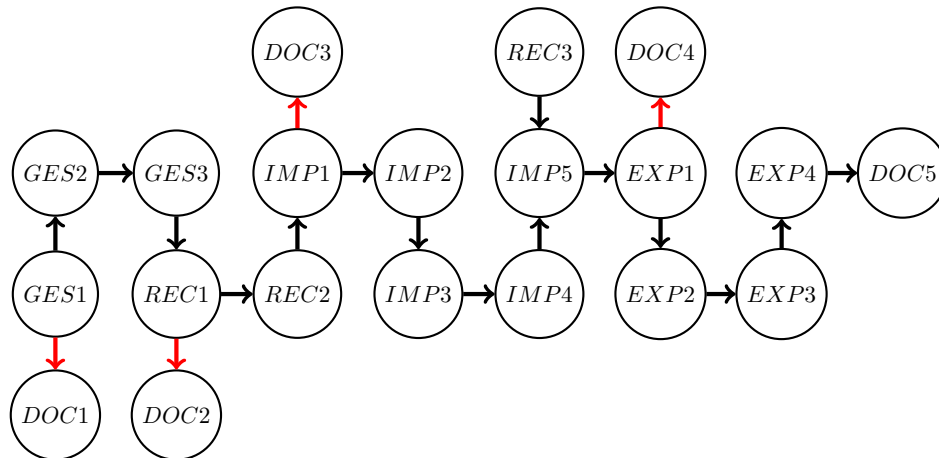 DOC3
REC3
DOC4
GES2
GES3
IMP1
IMP2
IMP5
EXP1
EXP4
DOC5
GES1
REC1
REC2
IMP3
IMP4
EXP2
EXP3
DOC1
DOC2